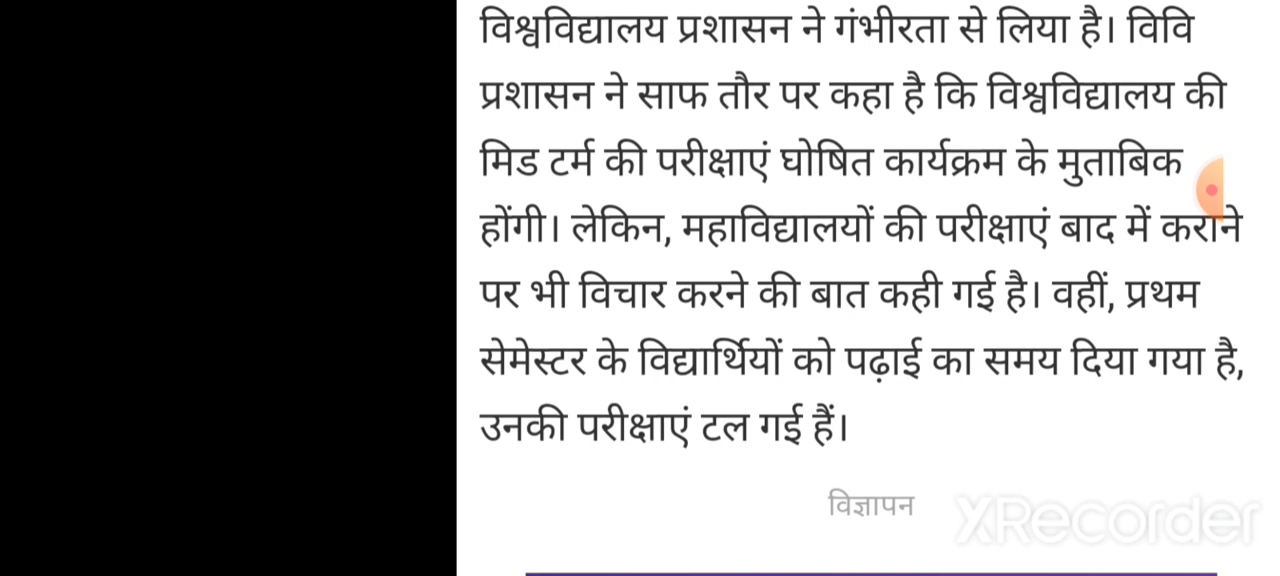 विश्वविद्यालय प्रशासन ने गंभीरता से लिया है। विवि
प्रशासन ने साफ तौर पर कहा है कि विश्वविद्यालय की
मिड टर्म की परीक्षाएं घोषित कार्यक्रम के मुताबिक
होंगी। लेकिन, महाविद्यालयों की परीक्षाएं बाद में कराने
पर भी विचार करने की बात कही गई है। वहीं, प्रथम
सेमेस्टर के विद्यार्थियों को पढ़ाई का समय दिया गया है,
उनकी परीक्षाएं टल गई हैं।
विज्ञापन
XRecorder